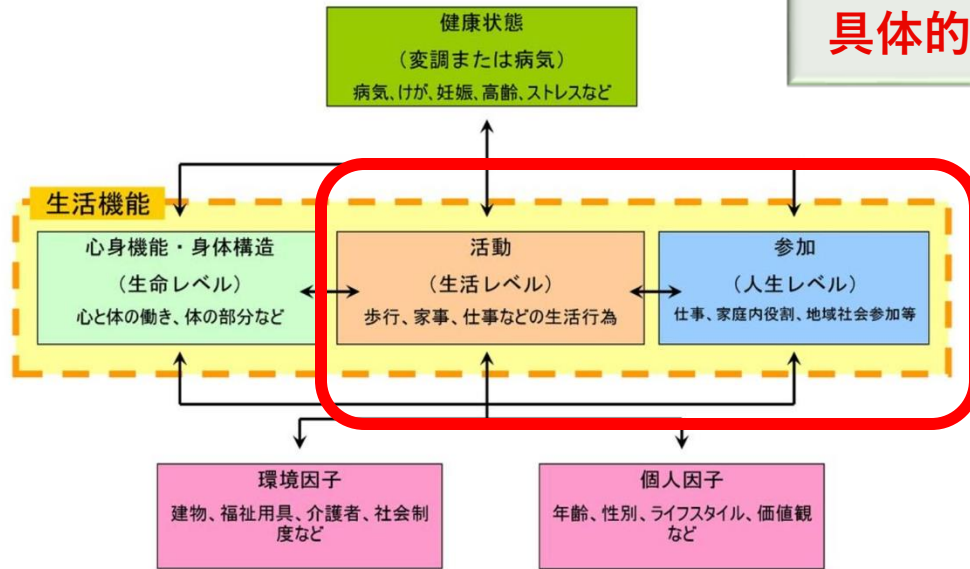 具体的
健康状態
（変調または病気）
病気、けが、妊娠、高齢、ストレスなど
生活機能
心身機能・身体構造
（生命レベル）
心と体の働き、体の部分など
活動
（生活レベル）
歩行、家事、仕事などの生活行為
参加
（人生レベル）
仕事、家庭内役割、地域社会参加等
環境因子
建物、福祉用具、介護者、社会制
度など
個人因子
年齢、性別、ライフスタイル、価値観
など